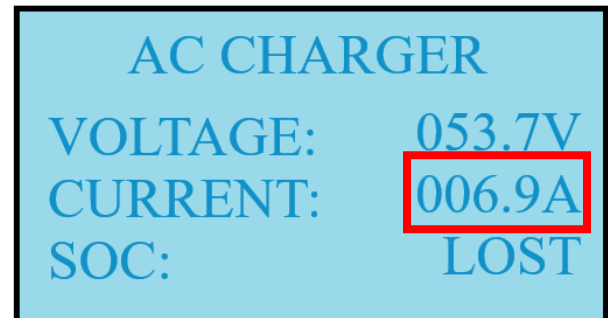 AC CHARGER
VOLTAGE: 053.7V
CURRENT: 006.9A
SOC: LOST